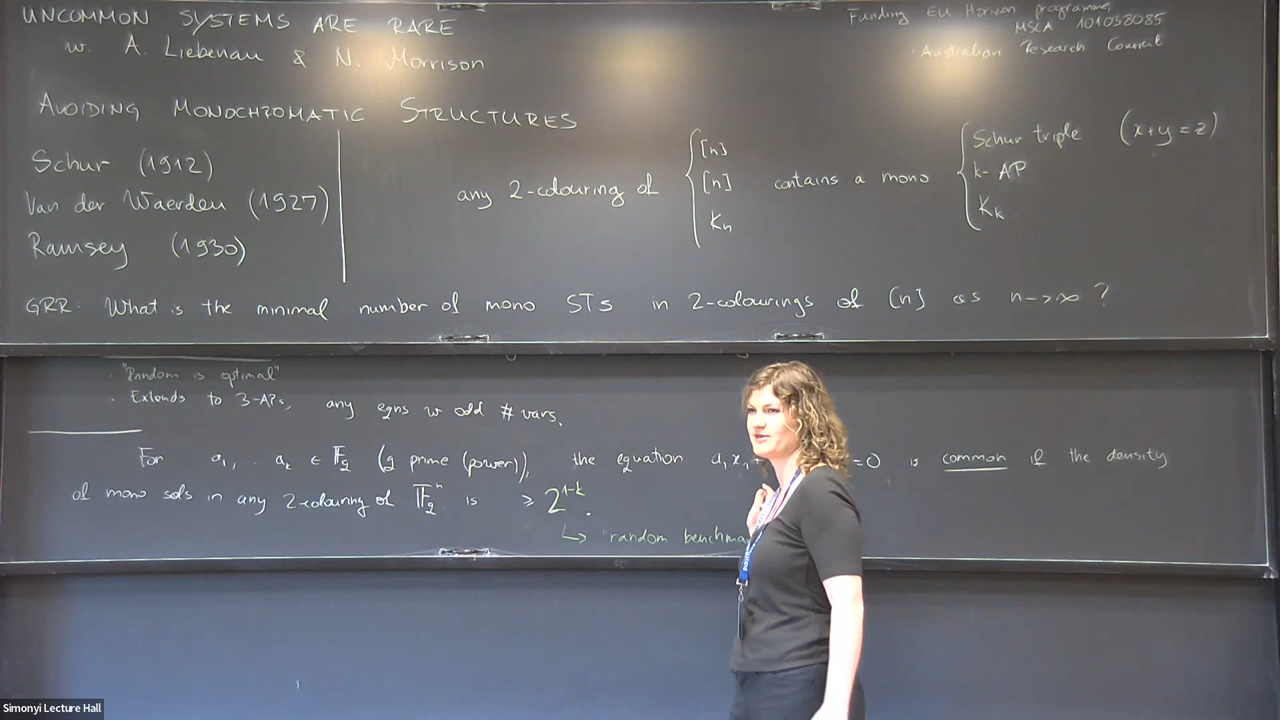 UNCOMMON SYSTEMS ARE RARE
w. A. Liebenau & N. Morrison
Funding EU Horizon programme
MSCA 101038085
Australian Research Council
AVOIDING MONOCHROMATIC STRUCTURES
Schur (1912)
Van der Waerden (1927)
Ramsey (1930)
any 2-colouring of { [n] [n] Kn contains a mono { Schur triple (x+y=z) k-AP Kk
GRR. What is the minimal number of mono STs in 2-colourings of [n] as n->∞ ?
· "Random is optimal"
· Extends to 3-APs, any eqns w odd # vars.
For a1,... ak ∈ 𝔽q (q prime (power)), the equation a1x1+ =0 is common if the density
of mono sols in any 2-colouring of 𝔽q^n is ≥ 2^(1-k).
↳ "random benchma
Simonyi Lecture Hall